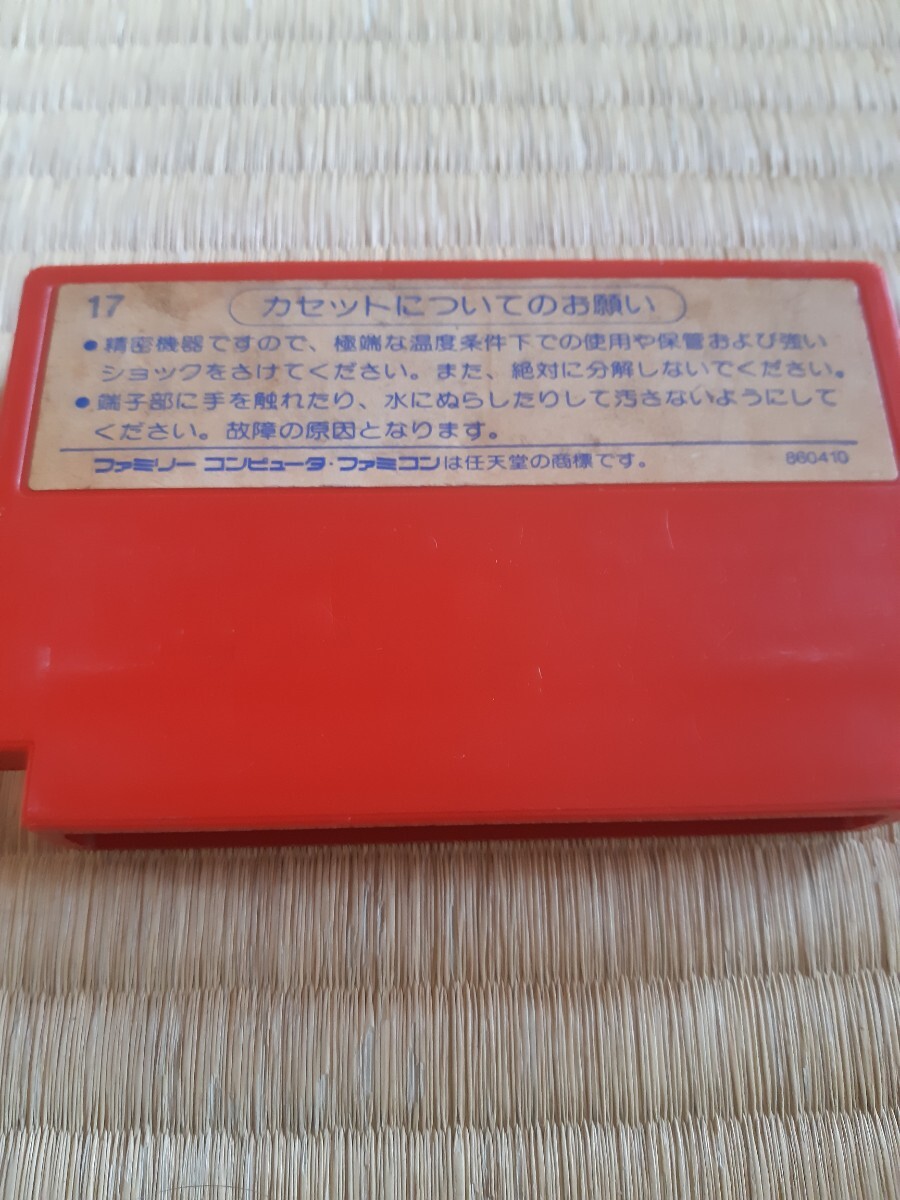 17
カセットについてのお願い
●精密機器ですので、極端な温度条件下での使用や保管および強い
ショックをさけてください。また、絶対に分解しないでください。
●端子部に手を触れたり、水にぬらしたりして汚さないようにして
ください。故障の原因となります。
ファミリー コンピュータ・ファミコンは任天堂の商標です。 860410